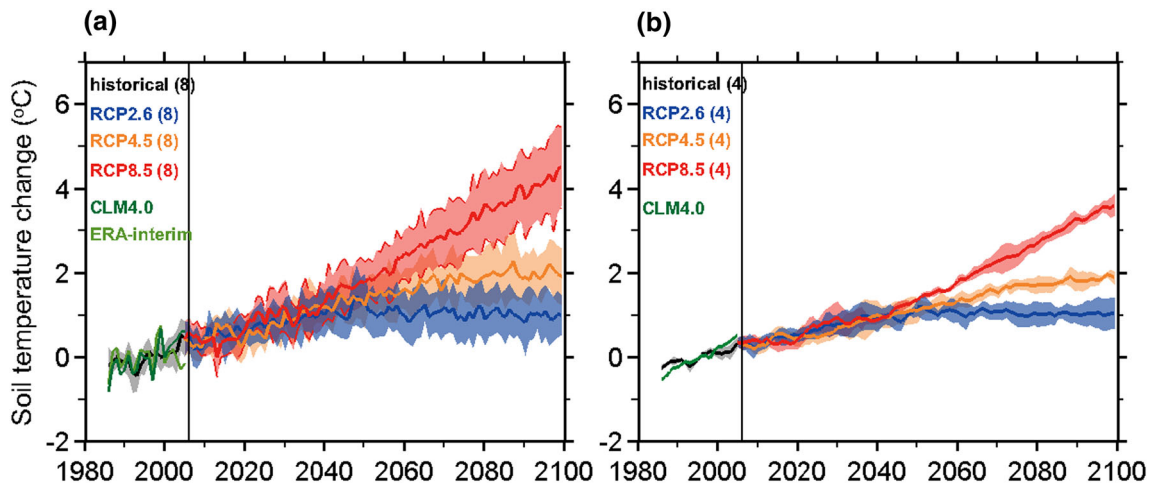 (a)
Soil temperature change (ºC)
6
4
2
0
-2
historical (8)
RCP2.6 (8)
RCP4.5 (8)
RCP8.5 (8)
CLM4.0
ERA-interim
1980 2000 2020 2040 2060 2080 2100
(b)
6
4
2
0
-2
historical (4)
RCP2.6 (4)
RCP4.5 (4)
RCP8.5 (4)
CLM4.0
1980 2000 2020 2040 2060 2080 2100